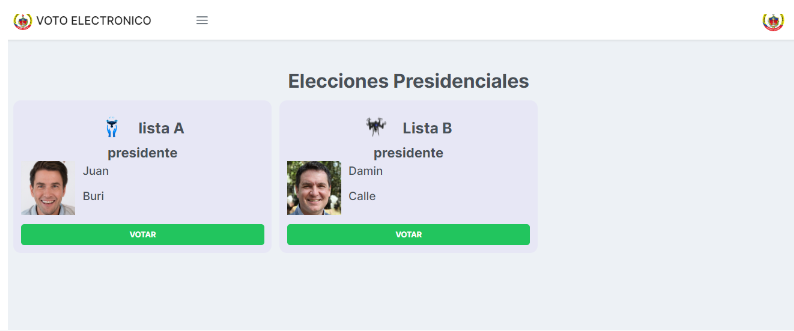 VOTO ELECTRONICO
Elecciones Presidenciales
lista A
presidente
Juan
Buri
VOTAR
Lista B
presidente
Damin
Calle
VOTAR